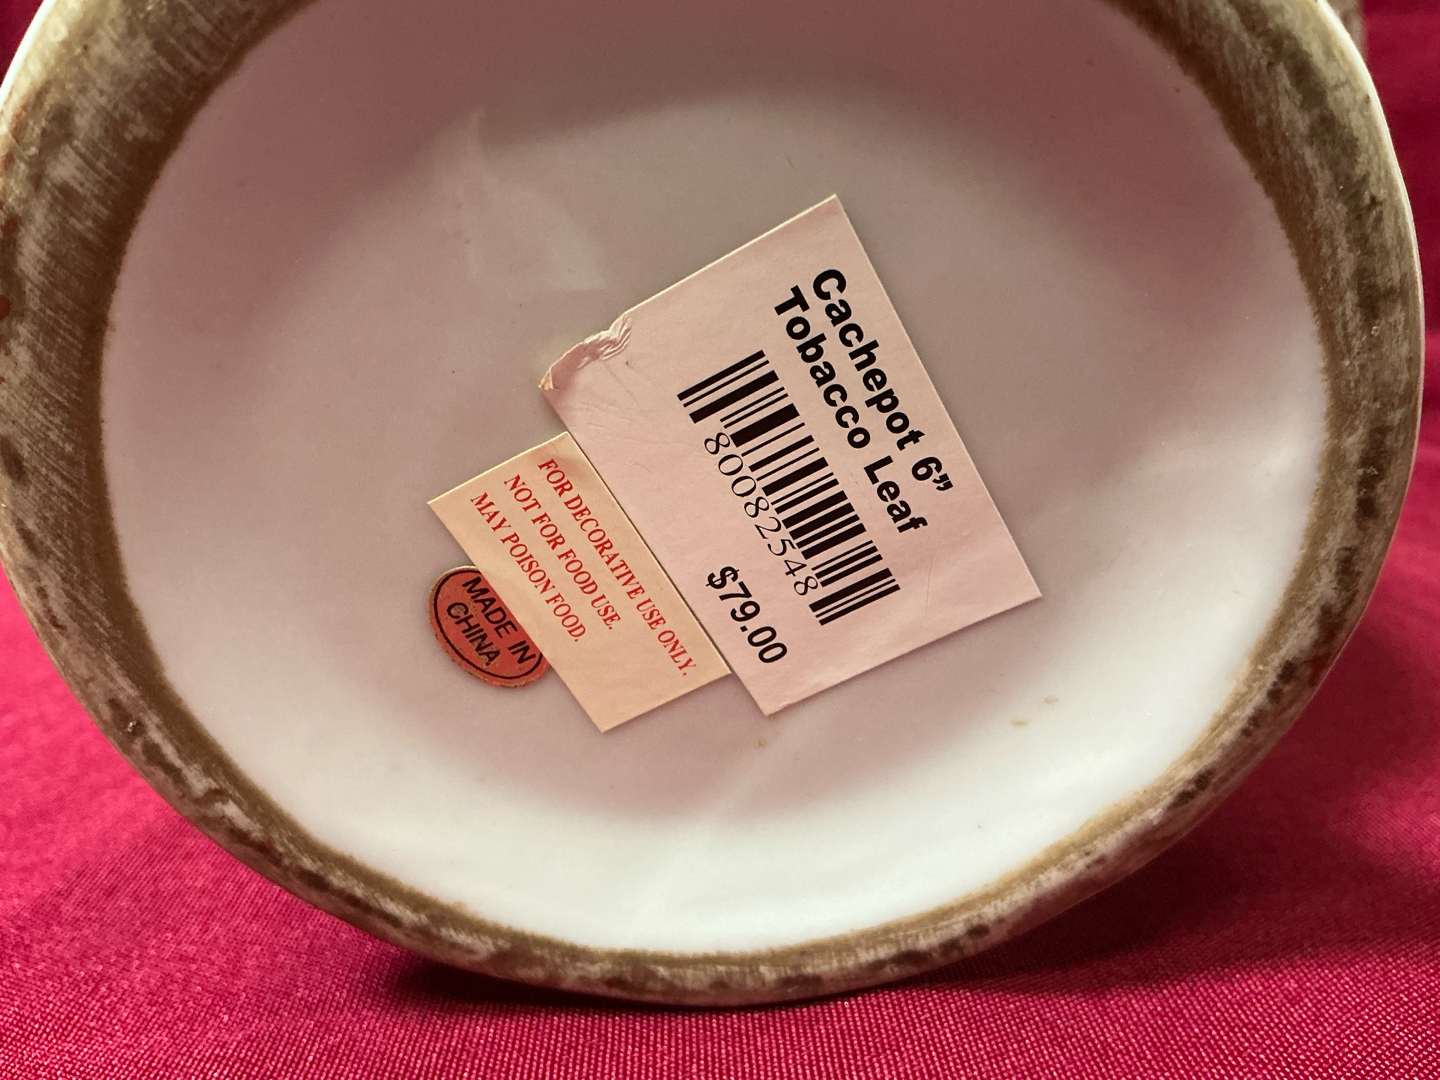 Cachepot 6”
Tobacco Leaf
80082548
$79.00
FOR DECORATIVE USE ONLY.
NOT FOR FOOD USE.
MAY POISON FOOD.
MADE IN
CHINA